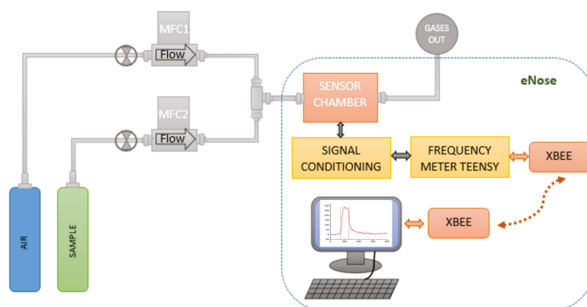 MFC1
Flow
MFC2
Flow
AIR
SAMPLE
GASES
OUT
eNose
SENSOR
CHAMBER
SIGNAL
CONDITIONING
FREQUENCY
METER TEENSY
XBEE
XBEE